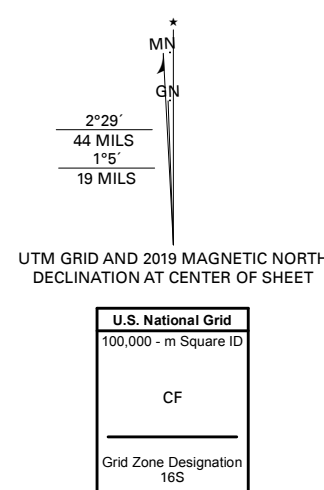 ★
MN
GN
2°29´
44 MILS
1°5´
19 MILS
UTM GRID AND 2019 MAGNETIC NORTH
DECLINATION AT CENTER OF SHEET
U.S. National Grid
100,000 - m Square ID
CF
Grid Zone Designation
16S